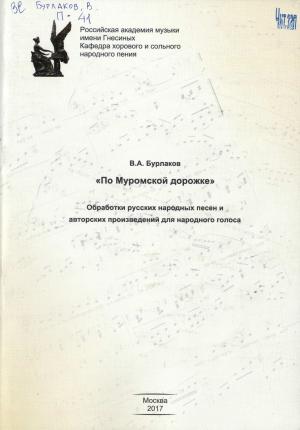 Бурлаков, В.
П - 41
Российская академия музыки
имени Гнесиных
Кафедра хорового и сольного
народного пения
В.А. Бурлаков
«По Муромской дорожке»
Обработки русских народных песен и
авторских произведений для народного голоса
Москва
2017